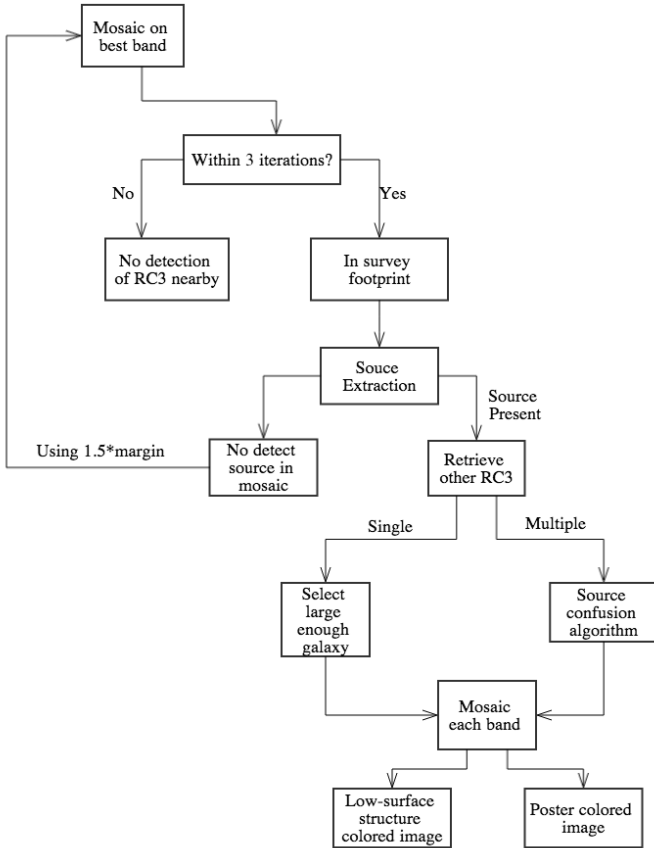 Mosaic on
best band
Within 3 iterations?
No
Yes
No detection
of RC3 nearby
In survey
footprint
Souce
Extraction
Source
Present
Using 1.5*margin
No detect
source in
mosaic
Retrieve
other RC3
Single
Multiple
Select
large
enough
galaxy
Source
confusion
algorithm
Mosaic
each band
Low-surface
structure
colored image
Poster colored
image